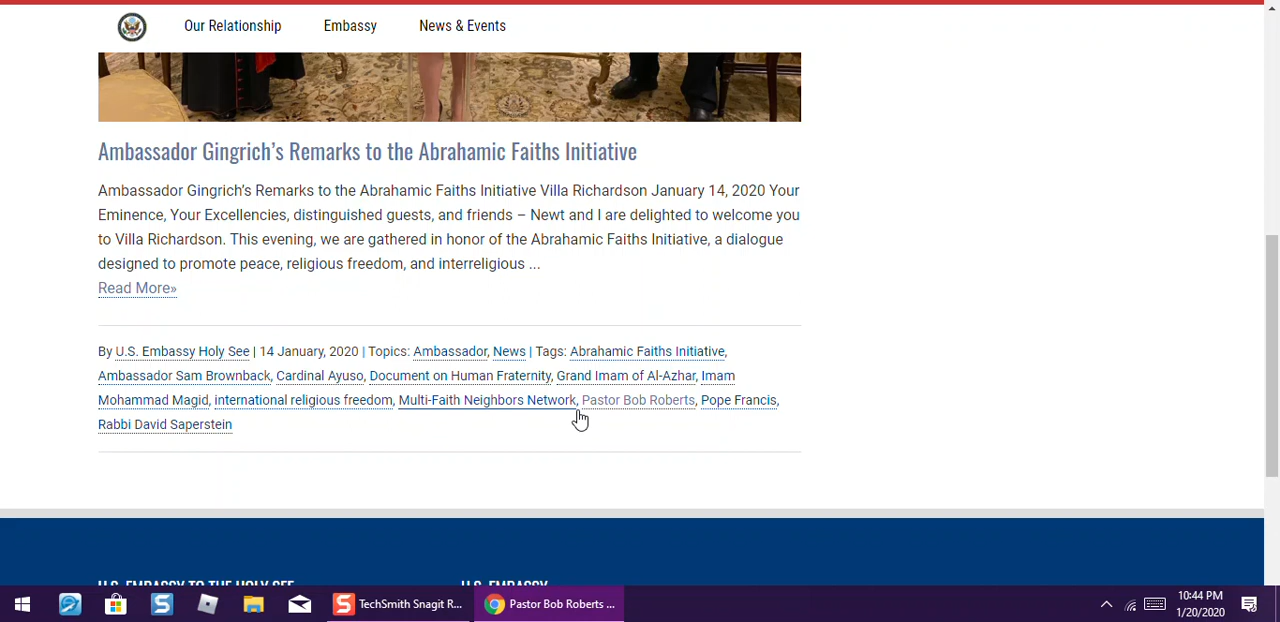 Our Relationship Embassy News & Events
Ambassador Gingrich's Remarks to the Abrahamic Faiths Initiative
Ambassador Gingrich's Remarks to the Abrahamic Faiths Initiative Villa Richardson January 14, 2020 Your
Eminence, Your Excellencies, distinguished guests, and friends – Newt and I are delighted to welcome you
to Villa Richardson. This evening, we are gathered in honor of the Abrahamic Faiths Initiative, a dialogue
designed to promote peace, religious freedom, and interreligious ...
Read More»
By U.S. Embassy Holy See | 14 January, 2020 | Topics: Ambassador, News | Tags: Abrahamic Faiths Initiative,
Ambassador Sam Brownback, Cardinal Ayuso, Document on Human Fraternity, Grand Imam of Al-Azhar, Imam
Mohammad Magid, international religious freedom, Multi-Faith Neighbors Network, Pastor Bob Roberts, Pope Francis,
Rabbi David Saperstein
U.S. EMBASSY TO THE HOLY SEE U.S. EMBASSY
TechSmith Snagit R... Pastor Bob Roberts ... 10:44 PM
1/20/2020